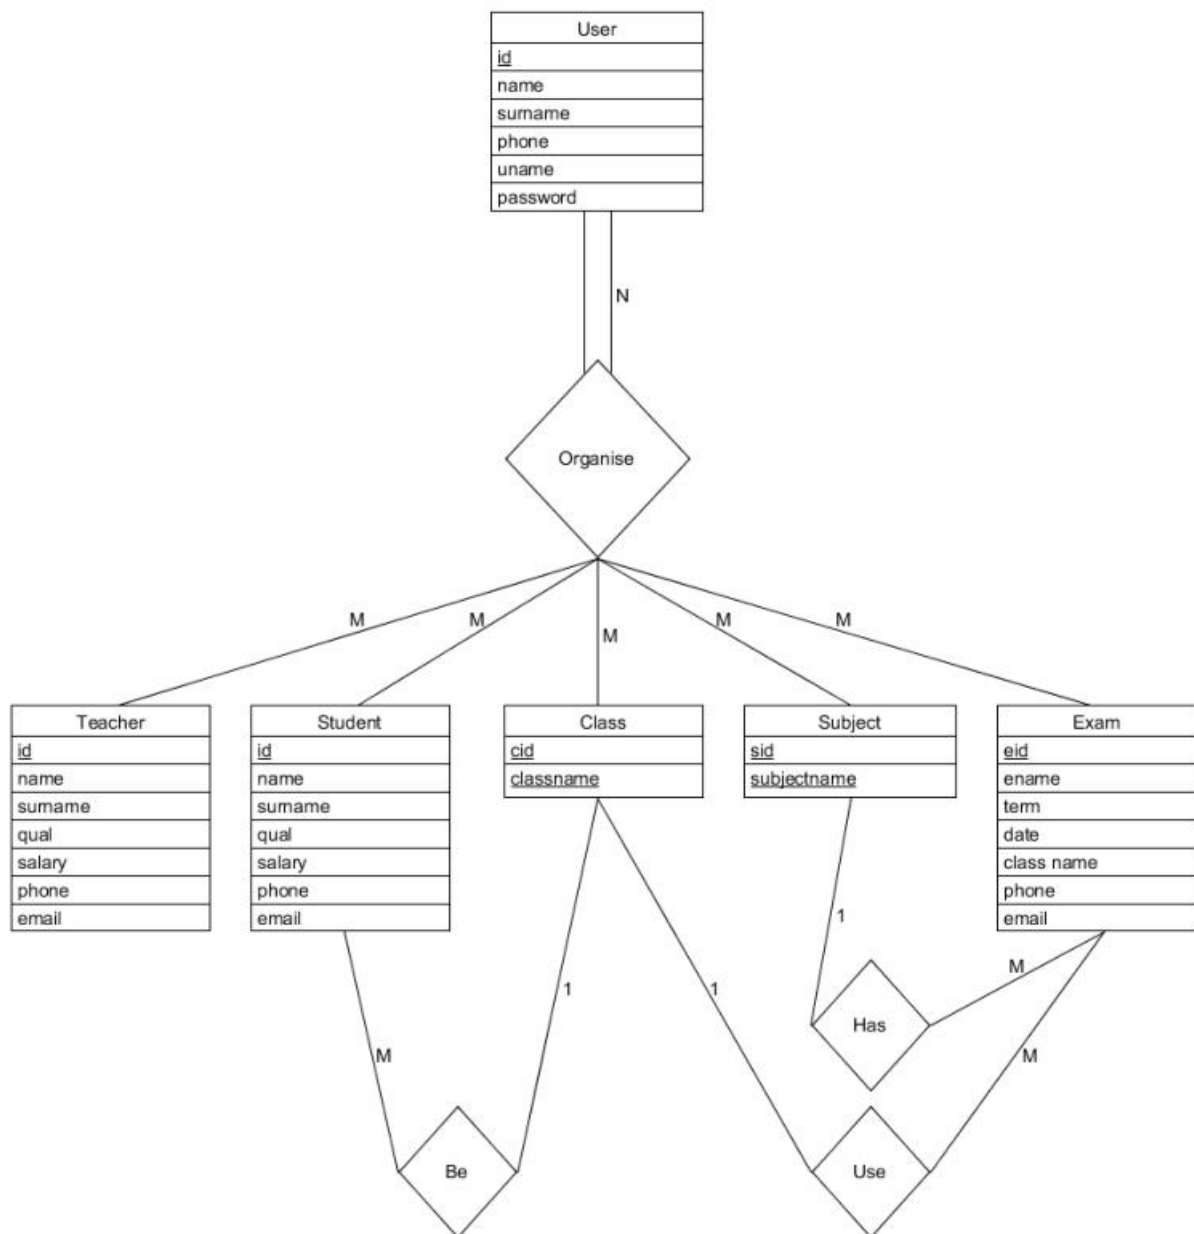 User
id
name
surname
phone
uname
password
N
Organise
M
M
M
M
M
Teacher
id
name
surname
qual
salary
phone
email
Student
id
name
surname
qual
salary
phone
email
Class
cid
classname
Subject
sid
subjectname
Exam
eid
ename
term
date
class name
phone
email
1
M
Has
1
1
M
M
Be
Use